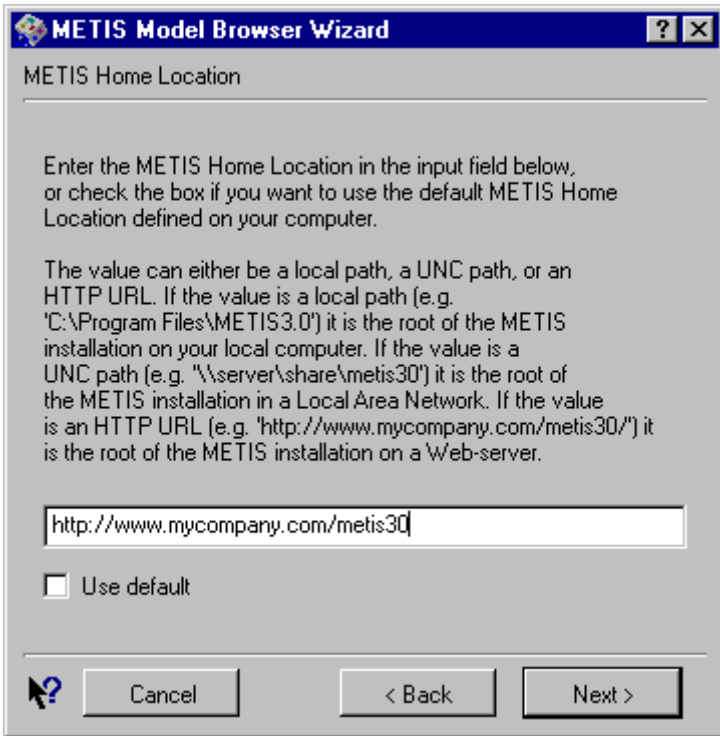 METIS Model Browser Wizard
METIS Home Location
Enter the METIS Home Location in the input field below,
or check the box if you want to use the default METIS Home
Location defined on your computer.
The value can either be a local path, a UNC path, or an
HTTP URL. If the value is a local path (e.g.
'C:\Program Files\METIS3.0') it is the root of the METIS
installation on your local computer. If the value is a
UNC path (e.g. '\\server\share\metis30') it is the root of
the METIS installation in a Local Area Network. If the value
is an HTTP URL (e.g. 'http://www.mycompany.com/metis30/') it
is the root of the METIS installation on a Web-server.
http://www.mycompany.com/metis30
Use default
Cancel < Back Next >